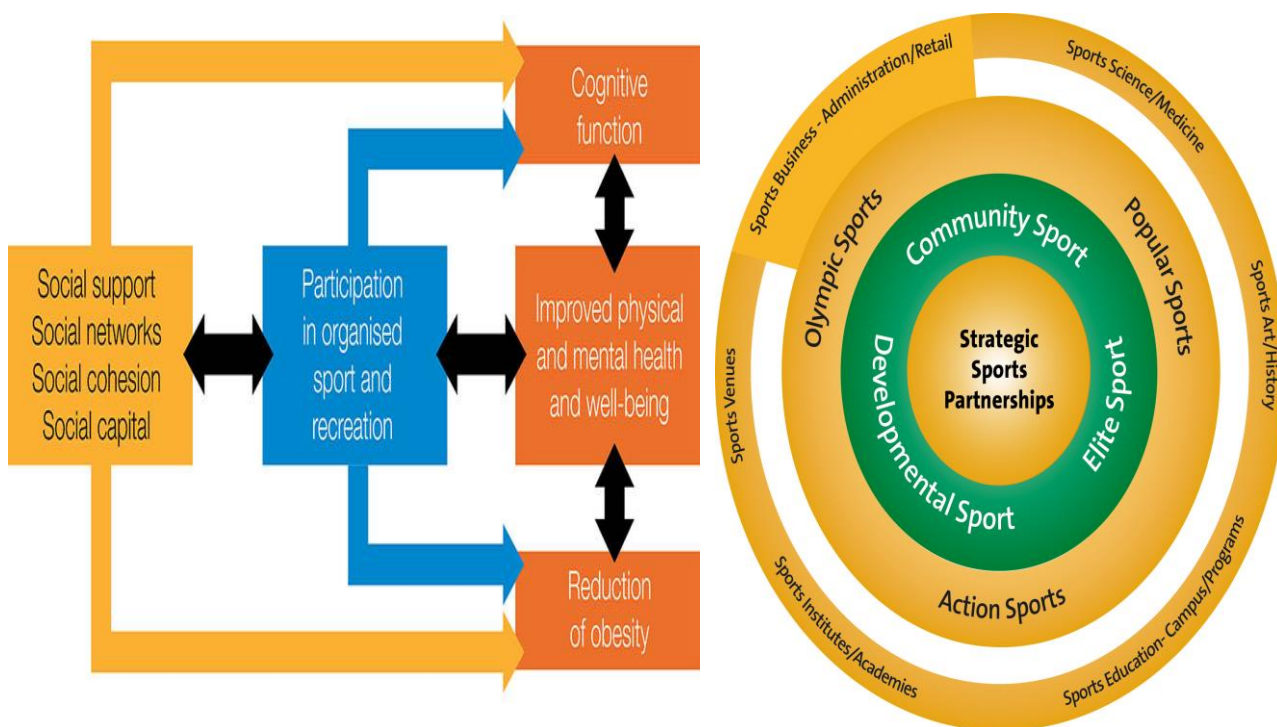 Cognitive
function
Social support
Social networks
Social cohesion
Social capital
Participation
in organised
sport and
recreation
Improved physical
and mental health
and well-being
Reduction
of obesity
Sports Business - Administration/Retail
Sports Science/Medicine
Sports Art/History
Sports Education- Campus/Programs
Sports Institutes/Academies
Sports Venues
Olympic Sports
Popular Sports
Action Sports
Community Sport
Elite Sport
Developmental Sport
Strategic
Sports
Partnerships